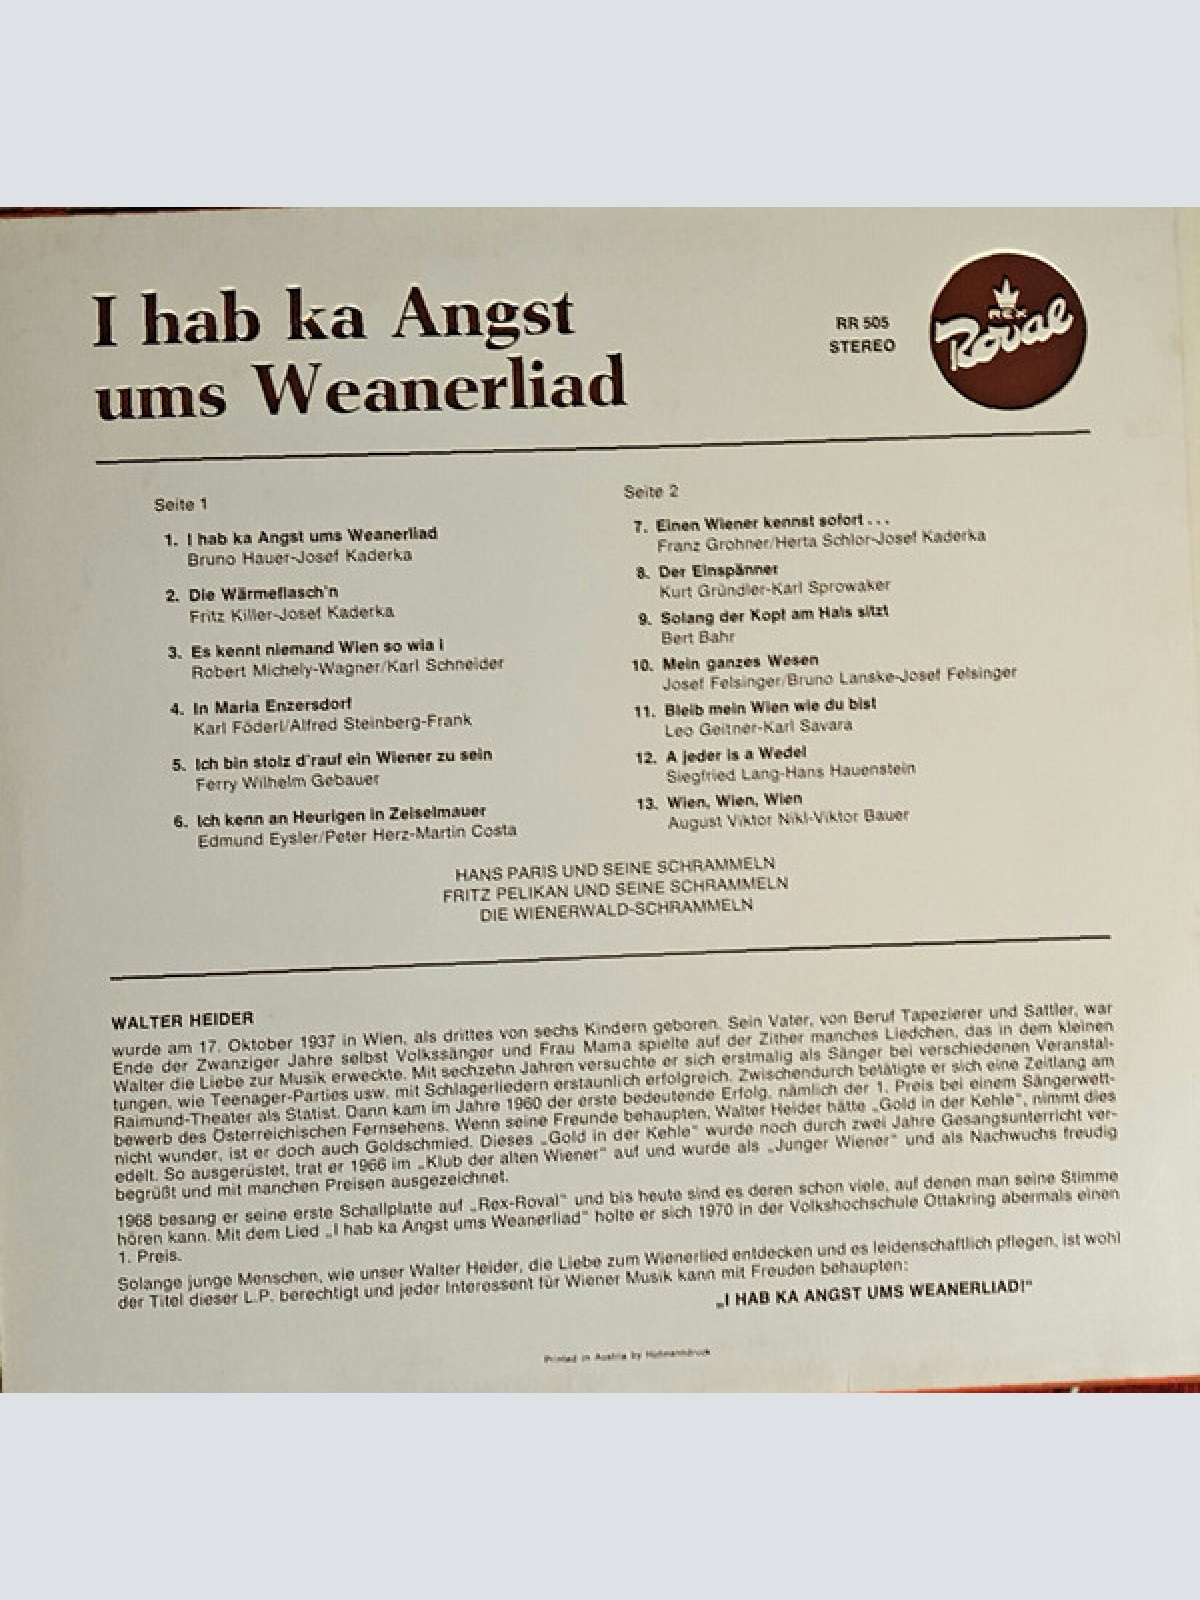 I hab ka Angst
ums Weanerliad
RR 505
STEREO
REX
Roval
Seite 1
1. I hab ka Angst ums Weanerliad
Bruno Hauer-Josef Kaderka
2. Die Wärmeflasch'n
Fritz Killer-Josef Kaderka
3. Es kennt niemand Wien so wia i
Robert Michely-Wagner/Karl Schneider
4. In Maria Enzersdorf
Karl Föderl/Alfred Steinberg-Frank
5. Ich bin stolz d'rauf ein Wiener zu sein
Ferry Wilhelm Gebauer
6. Ich kenn an Heurigen in Zeiselmauer
Edmund Eysler/Peter Herz-Martin Costa
Seite 2
7. Einen Wiener kennst sofort . . .
Franz Grohner/Herta Schlor-Josef Kaderka
8. Der Einspänner
Kurt Gründler-Karl Sprowaker
9. Solang der Kopf am Hals sitzt
Bert Bahr
10. Mein ganzes Wesen
Josef Felsinger/Bruno Lanske-Josef Felsinger
11. Bleib mein Wien wie du bist
Leo Geitner-Karl Savara
12. A jeder is a Wedel
Siegfried Lang-Hans Hauenstein
13. Wien, Wien, Wien
August Viktor Nikl-Viktor Bauer
HANS PARIS UND SEINE SCHRAMMELN
FRITZ PELIKAN UND SEINE SCHRAMMELN
DIE WIENERWALD-SCHRAMMELN
WALTER HEIDER
wurde am 17. Oktober 1937 in Wien, als drittes von sechs Kindern geboren. Sein Vater, von Beruf Tapezierer und Sattler, war
Ende der Zwanziger Jahre selbst Volkssänger und Frau Mama spielte auf der Zither manches Liedchen, das in dem kleinen
Walter die Liebe zur Musik erweckte. Mit sechzehn Jahren versuchte er sich erstmalig als Sänger bei verschiedenen Veranstal-
tungen, wie Teenager-Parties usw. mit Schlagerliedern erstaunlich erfolgreich. Zwischendurch betätigte er sich eine Zeitlang am
Raimund-Theater als Statist. Dann kam im Jahre 1960 der erste bedeutende Erfolg, nämlich der 1. Preis bei einem Sängerwett-
bewerb des Österreichischen Fernsehens. Wenn seine Freunde behaupten, Walter Heider hätte „Gold in der Kehle", nimmt dies
nicht wunder, ist er doch auch Goldschmied. Dieses „Gold in der Kehle" wurde noch durch zwei Jahre Gesangsunterricht ver-
edelt. So ausgerüstet, trat er 1966 im „Klub der alten Wiener" auf und wurde als „Junger Wiener" und als Nachwuchs freudig
begrüßt und mit manchen Preisen ausgezeichnet.
1968 besang er seine erste Schallplatte auf „Rex-Roval" und bis heute sind es deren schon viele, auf denen man seine Stimme
hören kann. Mit dem Lied „I hab ka Angst ums Weanerliad" holte er sich 1970 in der Volkshochschule Ottakring abermals einen
1. Preis.
Solange junge Menschen, wie unser Walter Heider, die Liebe zum Wienerlied entdecken und es leidenschaftlich pflegen, ist wohl
der Titel dieser L.P. berechtigt und jeder Interessent für Wiener Musik kann mit Freuden behaupten:
„I HAB KA ANGST UMS WEANERLIAD!"
Printed in Austria by Hofmanndruck